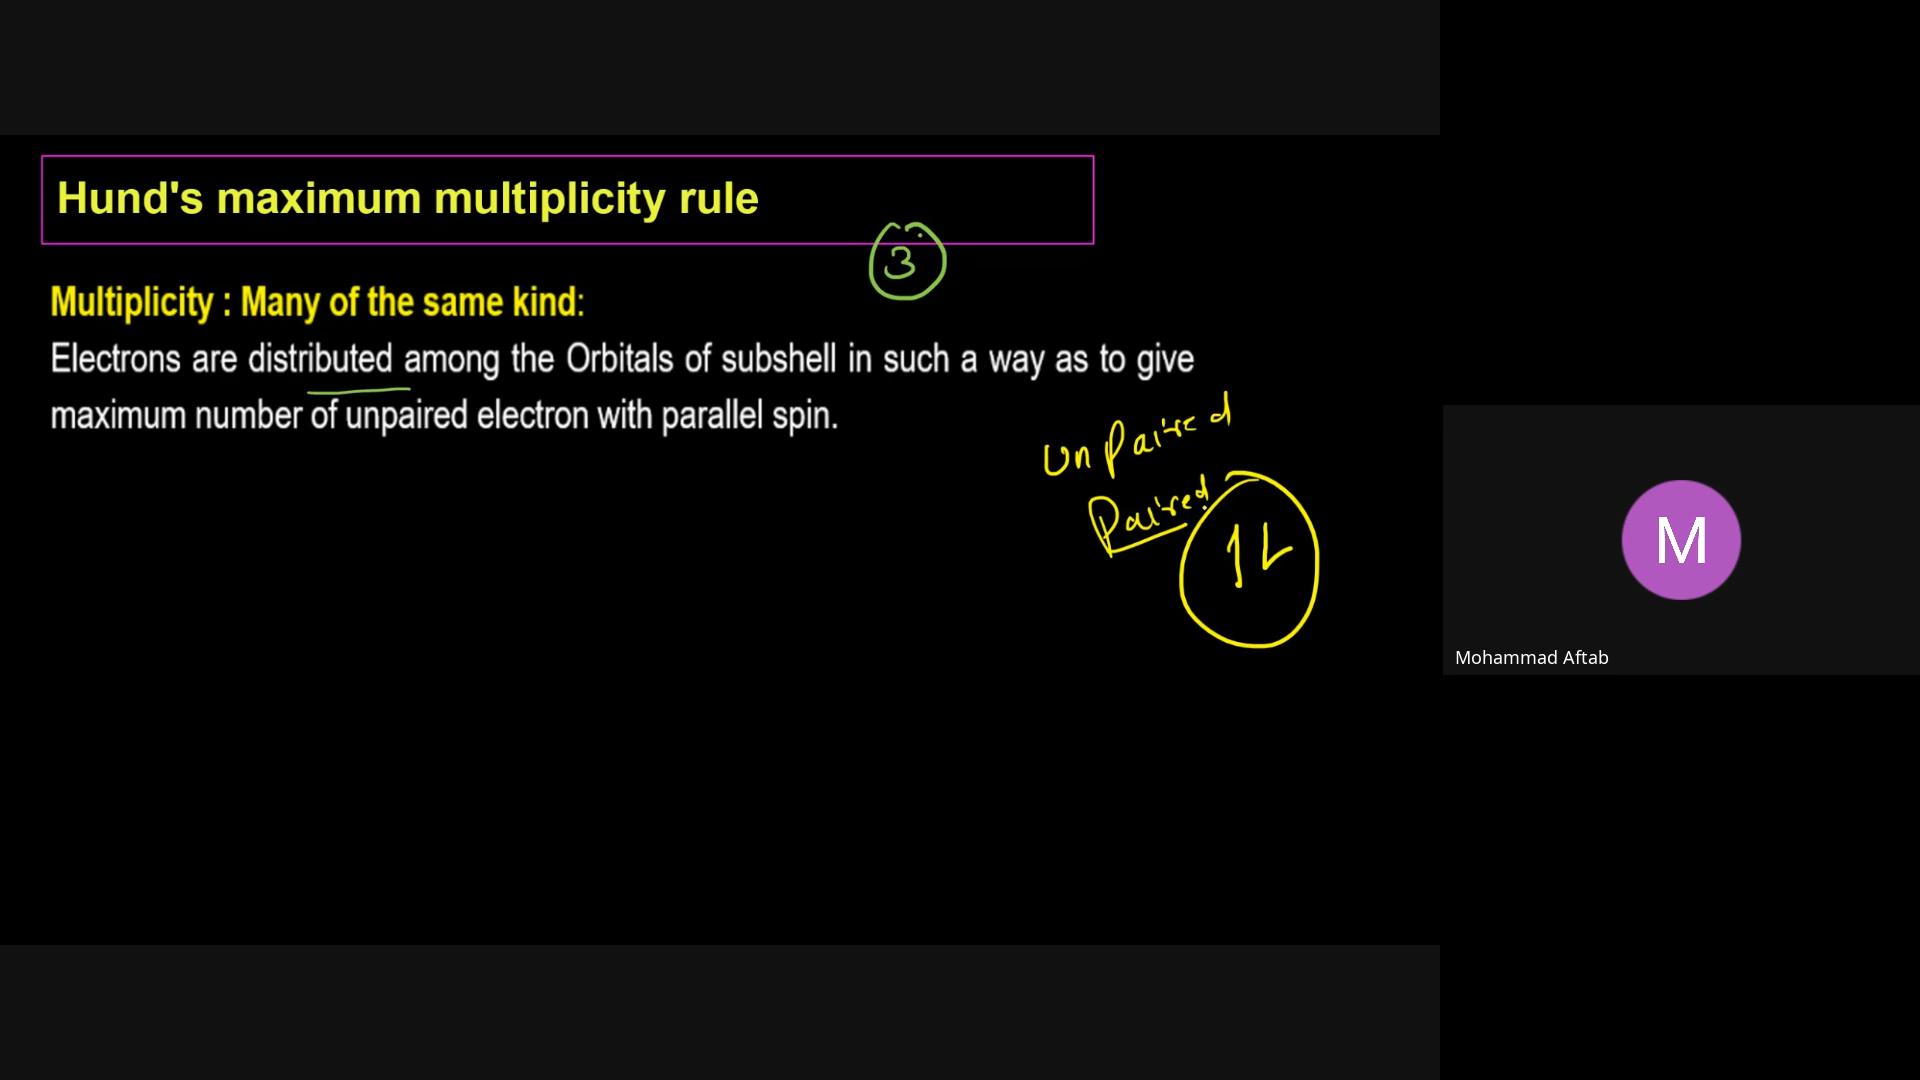 Hund's maximum multiplicity rule
3
Multiplicity : Many of the same kind:
Electrons are distributed among the Orbitals of subshell in such a way as to give
maximum number of unpaired electron with parallel spin.
UnPaired
Paired
1L
M
Mohammad Aftab